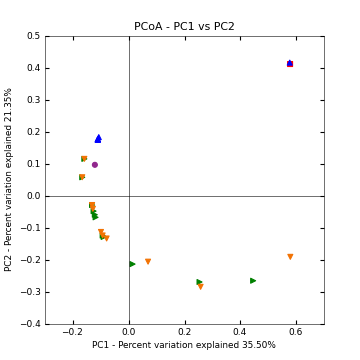 PCoA - PC1 vs PC2
PC2 - Percent variation explained 21.35%
0.5
0.4
0.3
0.2
0.1
0.0
−0.1
−0.2
−0.3
−0.4
−0.2 0.0 0.2 0.4 0.6
PC1 - Percent variation explained 35.50%